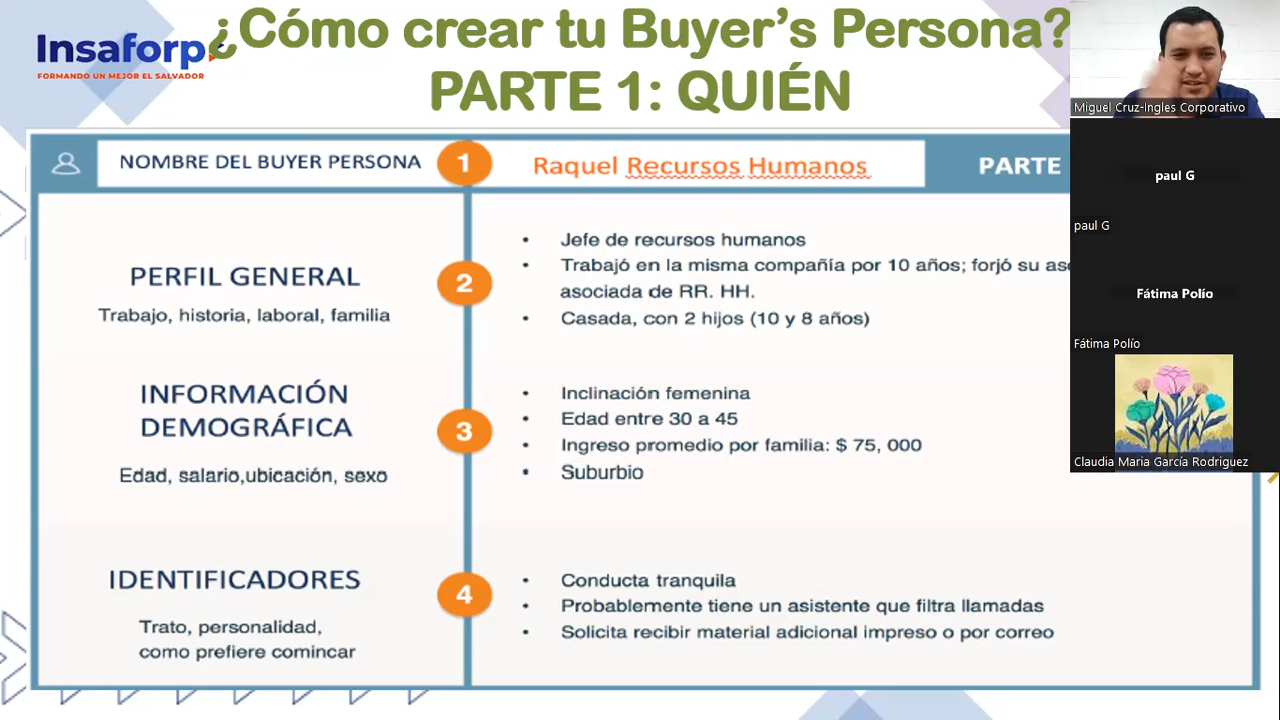 ¿Cómo crear tu Buyer's Persona?
PARTE 1: QUIÉN
Insaforp
FORMANDO UN MEJOR EL SALVADOR
NOMBRE DEL BUYER PERSONA
1
Raquel Recursos Humanos
PARTE
PERFIL GENERAL
Trabajo, historia, laboral, familia
2
• Jefe de recursos humanos
• Trabajó en la misma compañía por 10 años; forjó su
asociada de RR. HH.
• Casada, con 2 hijos (10 y 8 años)
INFORMACIÓN
DEMOGRÁFICA
Edad, salario,ubicación, sexo
3
• Inclinación femenina
• Edad entre 30 a 45
• Ingreso promedio por familia: $ 75, 000
• Suburbio
IDENTIFICADORES
Trato, personalidad,
como prefiere comincar
4
• Conducta tranquila
• Probablemente tiene un asistente que filtra llamadas
• Solicita recibir material adicional impreso o por correo
Miguel Cruz-Ingles Corporativo
paul G
paul G
Fátima Polío
Fátima Polío
Claudia Maria García Rodriguez